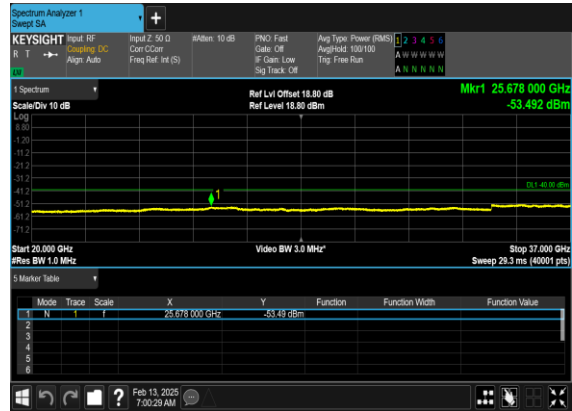 Spectrum Analyzer 1
Swept SA
KEYSIGHT Input: RF Input Z: 50 Ω #Atten: 10 dB PNO: Fast Avg Type: Power (RMS) 1 2 3 4 5 6
R T Coupling: DC Corr CCorr Gate: Off Avg|Hold: 100/100 A W W W W W
Align: Auto Freq Ref: Int (S) IF Gain: Low Trig: Free Run
Sig Track: Off A N N N N N
1 Spectrum Ref Lvl Offset 18.80 dB Mkr1 25.678 000 GHz
Scale/Div 10 dB Ref Level 18.80 dBm -53.492 dBm
Log
8.80
-1.20
-11.2
-21.2
-31.2
-41.2 DL1 -40.00 dBm
1
-51.2
-61.2
-71.2
Start 20.000 GHz Video BW 3.0 MHz* Stop 37.000 GHz
#Res BW 1.0 MHz Sweep 29.3 ms (40001 pts)
5 Marker Table
Mode Trace Scale X Y Function Function Width Function Value
1 N 1 f 25.678 000 GHz -53.49 dBm
2
3
4
5
6
? Feb 13, 2025
7:00:29 AM